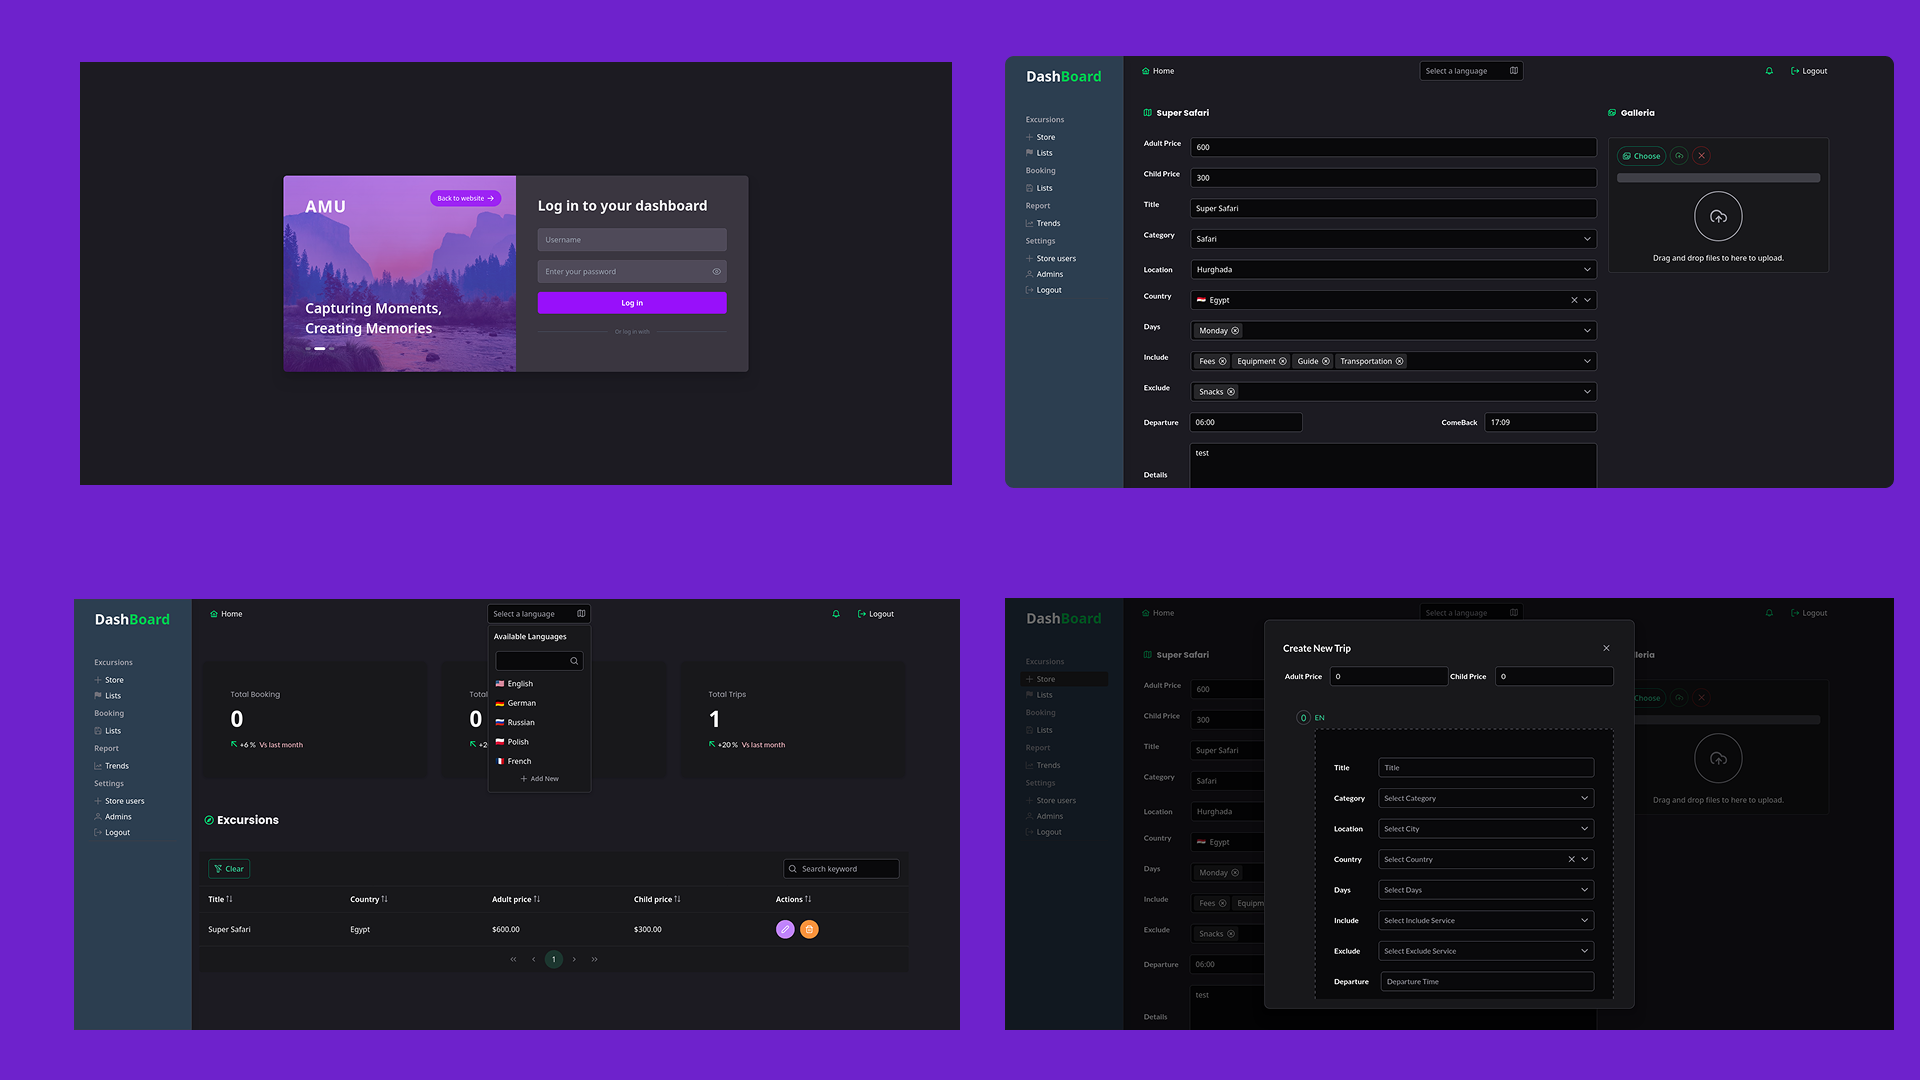 AMU
Back to website
Capturing Moments,
Creating Memories
Log in to your dashboard
Username
Enter your password
Log in
Or log in with
DashBoard
Home
Select a language
Logout
Excursions
Store
Lists
Booking
Lists
Report
Trends
Settings
Store users
Admins
Logout
Super Safari
Adult Price
600
Child Price
300
Title
Super Safari
Category
Safari
Location
Hurghada
Country
Egypt
Days
Monday
Include
Fees Equipment Guide Transportation
Exclude
Snacks
Departure
06:00
ComeBack
17:09
Details
test
Galleria
Choose
Drag and drop files to here to upload.
DashBoard
Home
Select a language
Logout
Excursions
Store
Lists
Booking
Lists
Report
Trends
Settings
Store users
Admins
Logout
Available Languages
English
German
Russian
Polish
French
Add New
Total Booking
0
+6 % Vs last month
Total
0
+2
Total Trips
1
+20 % Vs last month
Excursions
Clear
Search keyword
Title Country Adult price Child price Actions
Super Safari Egypt $600.00 $300.00
1
DashBoard
Home
Select a language
Logout
Excursions
Store
Lists
Booking
Lists
Report
Trends
Settings
Store users
Admins
Logout
Super Safari
Adult Price
600
Child Price
300
Title
Super Safari
Category
Safari
Location
Hurghada
Country
Egypt
Days
Monday
Include
Fees Equipm
Exclude
Snacks
Departure
06:00
Details
test
lleria
Choose
Drag and drop files to here to upload.
Create New Trip
Adult Price
0
Child Price
0
0 EN
Title
Title
Category
Select Category
Location
Select City
Country
Select Country
Days
Select Days
Include
Select Include Service
Exclude
Select Exclude Service
Departure
Departure Time